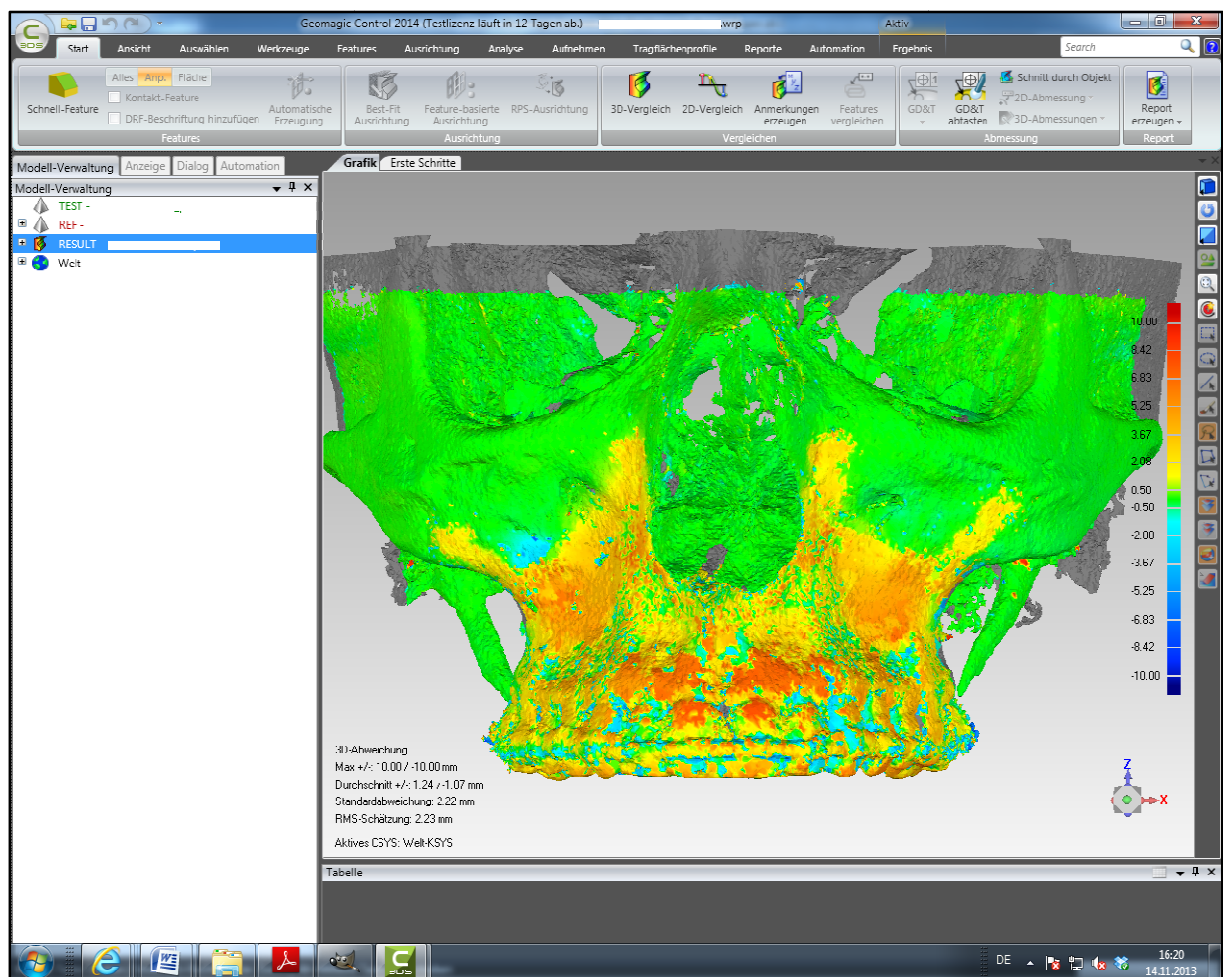 Geomagic Control 2014 (Testlizenz läuft in 12 Tagen ab.) .wrp Aktiv
Start Ansicht Auswählen Werkzeuge Features Ausrichtung Analyse Aufnehmen Tragflächenprofile Reporte Automation Ergebnis Search
Schnell-Feature
Alles Anp. Fläche
Kontakt-Feature
DRF-Beschriftung hinzufügen
Automatische
Erzeugung
Features
Best-Fit
Ausrichtung
Feature-basierte
Ausrichtung
RPS-Ausrichtung
Ausrichtung
3D-Vergleich
2D-Vergleich
Anmerkungen
erzeugen
Features
vergleichen
Vergleichen
GD&T
GD&T
abtasten
Schnitt durch Objekt
2D-Abmessung
3D-Abmessungen
Abmessung
Report
erzeugen
Report
Modell-Verwaltung Anzeige Dialog Automation
Modell-Verwaltung
TEST -
REF -
RESULT
Welt
Grafik Erste Schritte
10.00
8.42
6.83
5.25
3.67
2.08
0.50
-0.50
-2.00
-3.67
-5.25
-6.83
-8.42
-10.00
3D-Abweichung
Max +/-: 10.00 / -10.00 mm
Durchschnitt +/-: 1.24 / -1.07 mm
Standardabweichung: 2.22 mm
RMS-Schätzung: 2.23 mm
Aktives CSYS: Welt-KSYS
Z
X
Tabelle
DE
16:20
14.11.2013